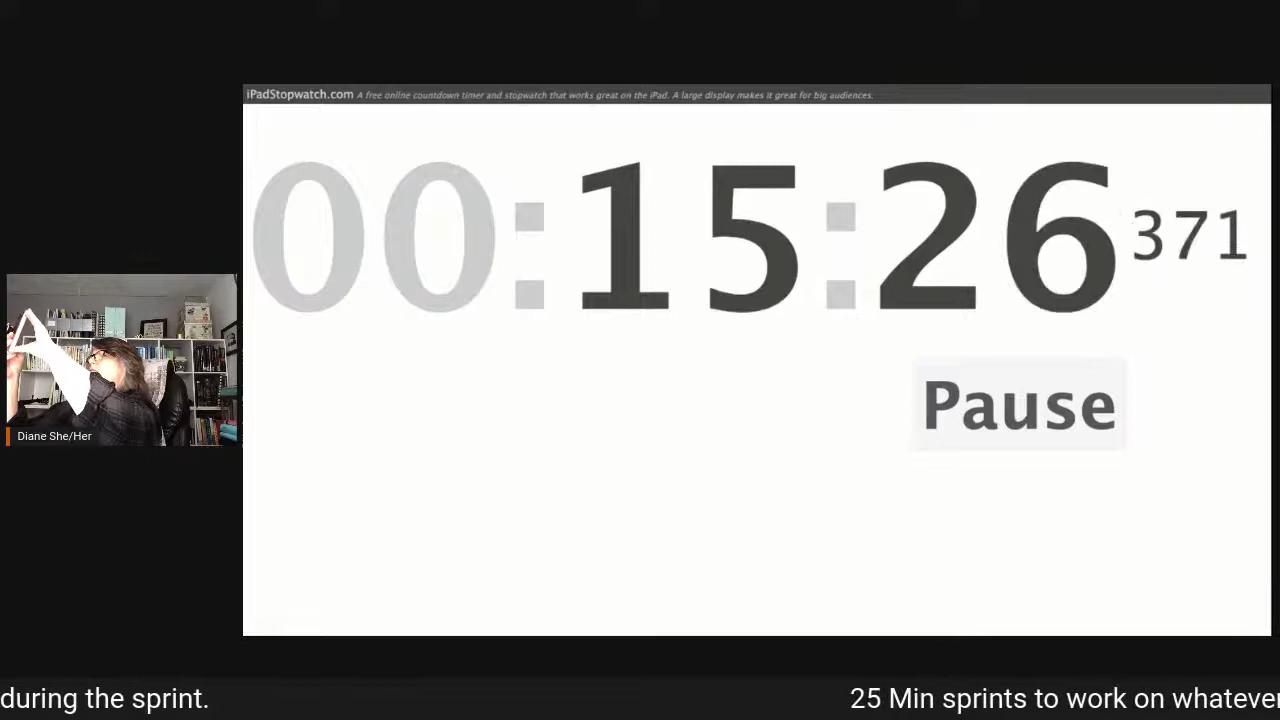 iPadStopwatch.com A free online countdown timer and stopwatch that works great on the iPad. A large display makes it great for big audiences.
00:15:26 371
Pause
Diane She/Her
during the sprint. 25 Min sprints to work on whatever